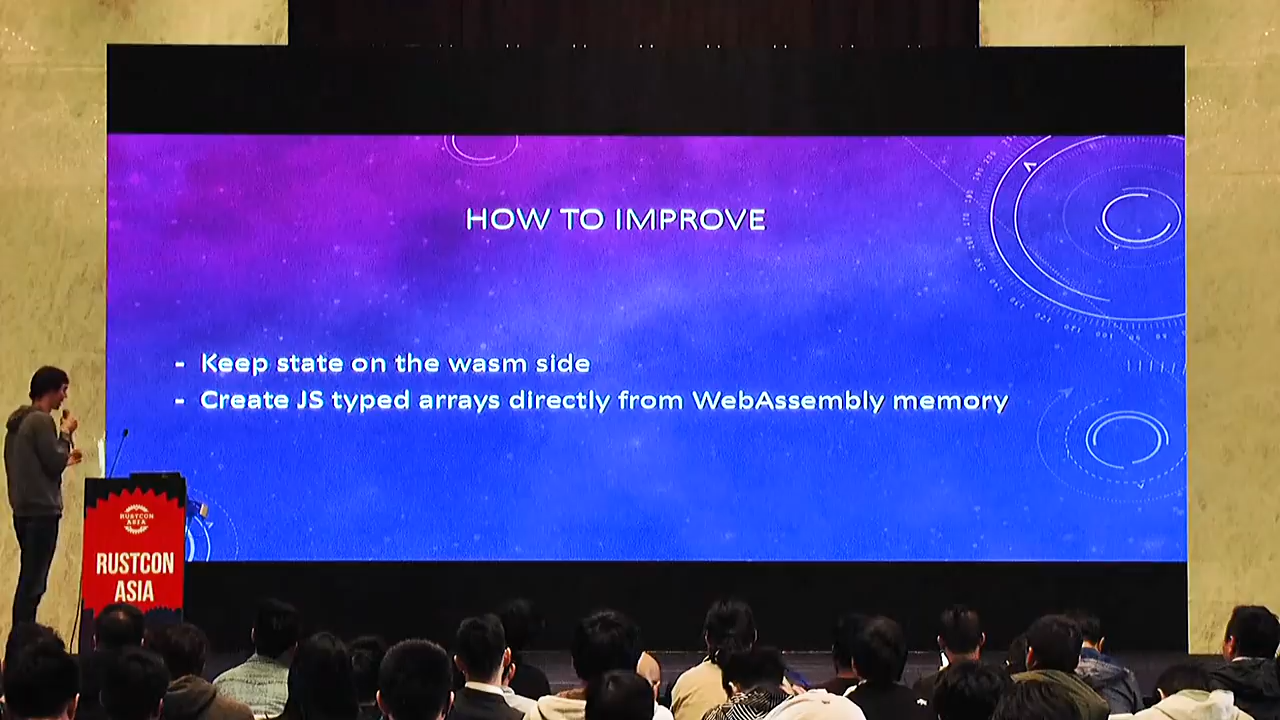 HOW TO IMPROVE
- Keep state on the wasm side
- Create JS typed arrays directly from WebAssembly memory
RUSTCON
ASIA
RUSTCON
ASIA